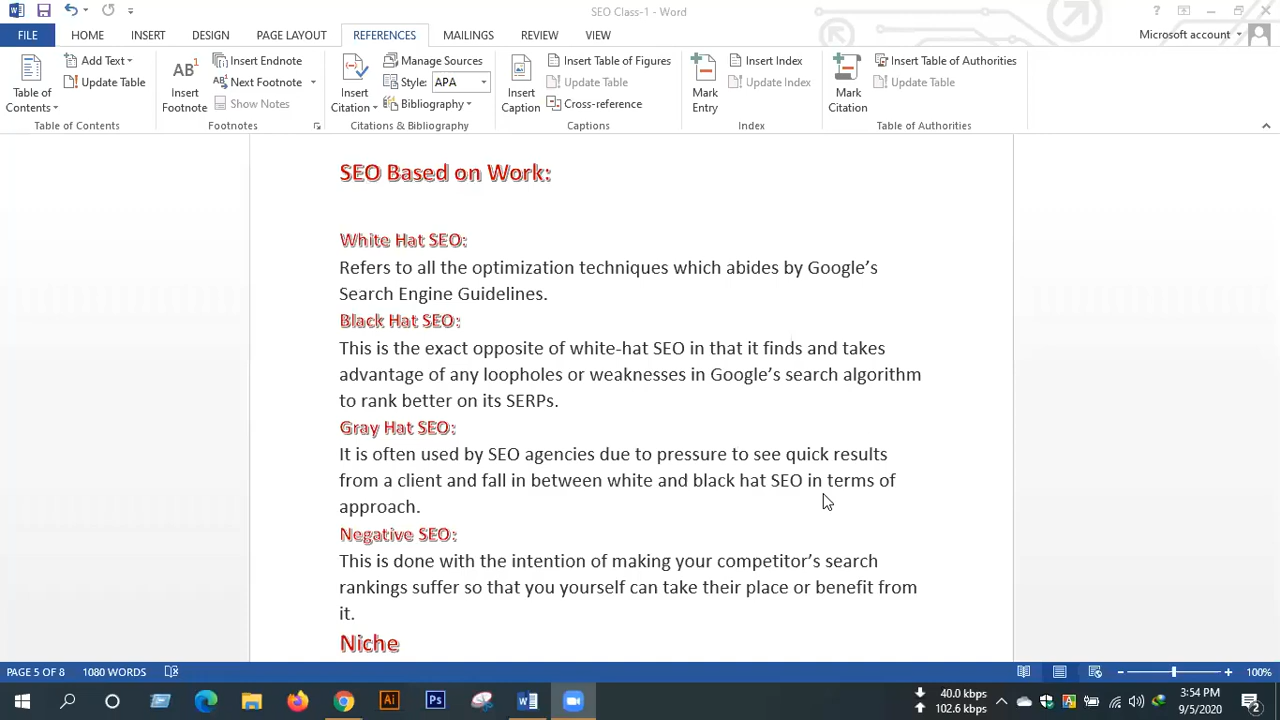 SEO Class-1 - Word
FILE HOME INSERT DESIGN PAGE LAYOUT REFERENCES MAILINGS REVIEW VIEW Microsoft account
Table of Contents
Add Text
Update Table
Table of Contents
AB1
Insert Footnote
Insert Endnote
Next Footnote
Show Notes
Footnotes
Insert Citation
Manage Sources
Style: APA
Bibliography
Citations & Bibliography
Insert Caption
Insert Table of Figures
Update Table
Cross-reference
Captions
Mark Entry
Insert Index
Update Index
Index
Mark Citation
Insert Table of Authorities
Update Table
Table of Authorities
SEO Based on Work:
White Hat SEO:
Refers to all the optimization techniques which abides by Google’s
Search Engine Guidelines.
Black Hat SEO:
This is the exact opposite of white-hat SEO in that it finds and takes
advantage of any loopholes or weaknesses in Google’s search algorithm
to rank better on its SERPs.
Gray Hat SEO:
It is often used by SEO agencies due to pressure to see quick results
from a client and fall in between white and black hat SEO in terms of
approach.
Negative SEO:
This is done with the intention of making your competitor’s search
rankings suffer so that you yourself can take their place or benefit from
it.
Niche
PAGE 5 OF 8 1080 WORDS 100%
Ai Ps
40.0 kbps
102.6 kbps
3:54 PM
9/5/2020
2